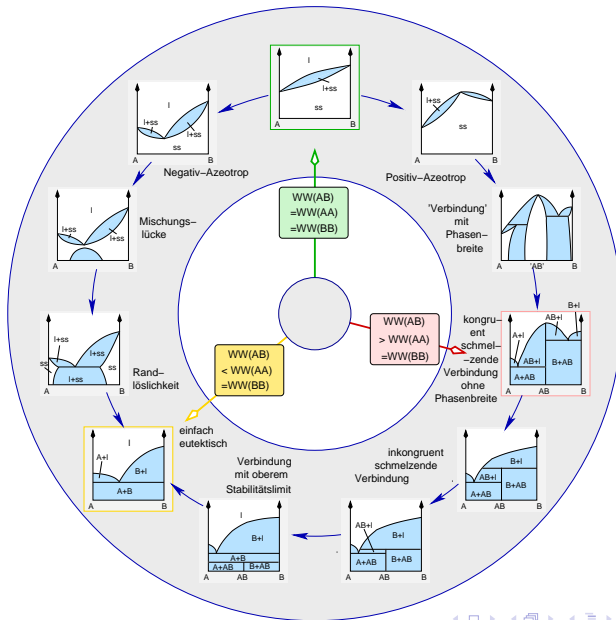 l
l+ss
ss
A
B
l
l+ss
l+ss
ss
A
B
Negativ–Azeotrop
l+ss
ss
A
B
Positiv–Azeotrop
l
l+ss
l+ss
A
B
Mischungs–
lücke
WW(AB)
=WW(AA)
=WW(BB)
'Verbindung'
mit
Phasen–
breite
A
'AB'
B
l+ss
l+ss
ss
ss
l+ss
A
B
Rand–
löslichkeit
WW(AB)
< WW(AA)
=WW(BB)
WW(AB)
> WW(AA)
=WW(BB)
kongru–
ent
schmel–
–zende
Verbindung
ohne
Phasenbreite
B+l
AB+l
A+l
AB+l
A+AB
B+AB
A
AB
B
einfach
eutektisch
l
A+l
A+B
A
B
Verbindung
mit oberem
Stabilitätslimit
l
B+l
A+B
A+AB
B+AB
A
AB
B
inkongruent
schmelzende
Verbindung
AB+l
B+l
A+AB
B+AB
A
AB
B
B+l
AB+l
A+AB
B+AB
A
AB
B